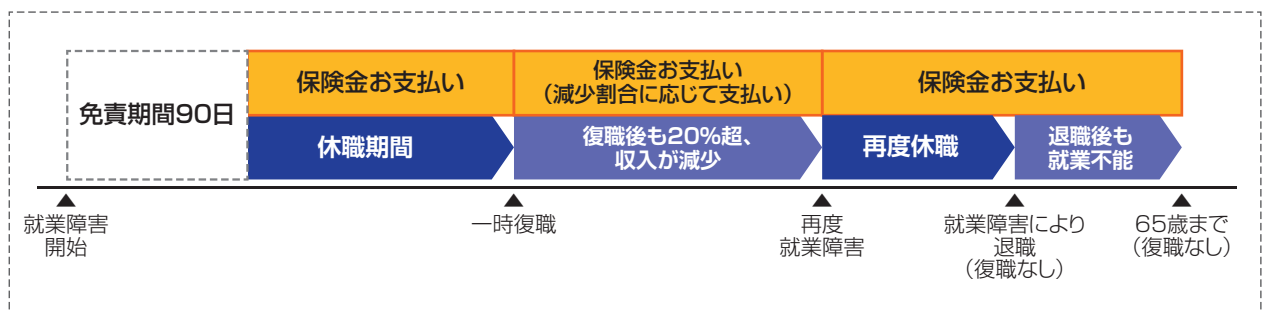 免責期間90日
保険金お支払い
保険金お支払い
（減少割合に応じて支払い）
保険金お支払い
休職期間
復職後も20%超、
収入が減少
再度休職
退職後も
就業不能
就業障害
開始
一時復職
再度
就業障害
就業障害により
退職
（復職なし）
65歳まで
（復職なし）